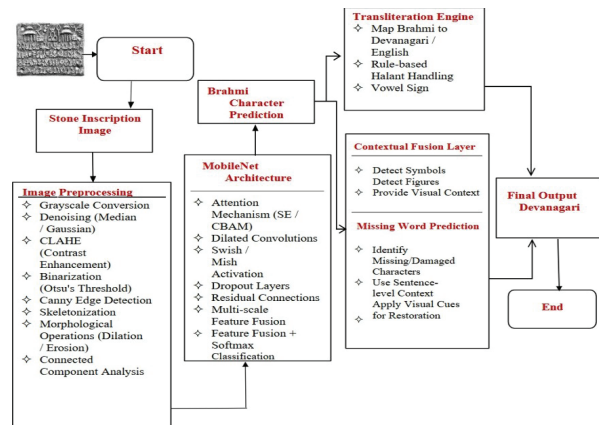 Start
Stone Inscription
Image
Image Preprocessing
Grayscale Conversion
Denoising (Median
/ Gaussian)
CLAHE
(Contrast
Enhancement)
Binarization
(Otsu's Threshold)
Canny Edge Detection
Skeletonization
Morphological
Operations (Dilation
/ Erosion)
Connected
Component Analysis
MobileNet
Architecture
Attention
Mechanism (SE /
CBAM)
Dilated Convolutions
Swish /
Mish
Activation
Dropout Layers
Residual Connections
Multi-scale
Feature Fusion
Feature Fusion +
Softmax
Classification
Brahmi
Character
Prediction
Transliteration Engine
Map Brahmi to
Devanagari /
English
Rule-based
Halant Handling
Vowel Sign
Contextual Fusion Layer
Detect Symbols
Detect Figures
Provide Visual Context
Missing Word Prediction
Identify
Missing/Damaged
Characters
Use Sentence-
level Context
Apply Visual Cues
for Restoration
Final Output
Devanagari
End